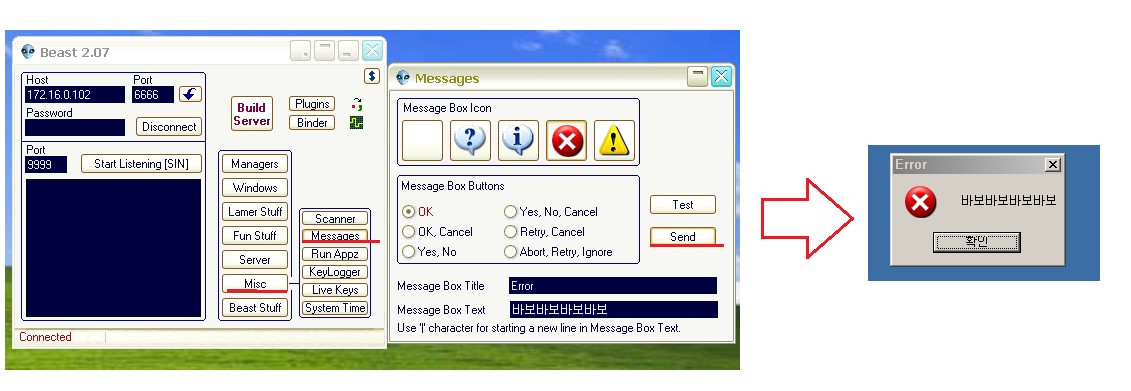 Beast 2.07
Host
Port
172.16.0.102
6666
Password
Disconnect
Port
9999
Start Listening [SIN]
$
Build
Server
Plugins
Binder
Managers
Windows
Lamer Stuff
Fun Stuff
Server
Misc
Beast Stuff
Scanner
Messages
Run Appz
KeyLogger
Live Keys
System Time
Connected
Messages
Message Box Icon
Message Box Buttons
OK
Yes, No, Cancel
OK, Cancel
Retry, Cancel
Yes, No
Abort, Retry, Ignore
Test
Send
Message Box Title
Error
Message Box Text
바보바보바보바보
Use '|' character for starting a new line in Message Box Text.
Error
바보바보바보바보
확인